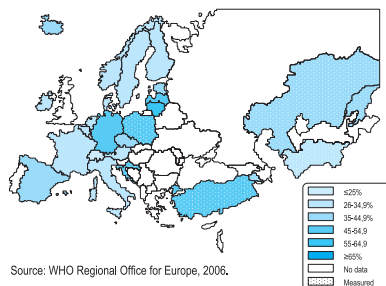 ≤25%
26-34,9%
35-44,9%
45-54,9
55-64,9
≥65%
No data
Measured
Source: WHO Regional Office for Europe, 2006.